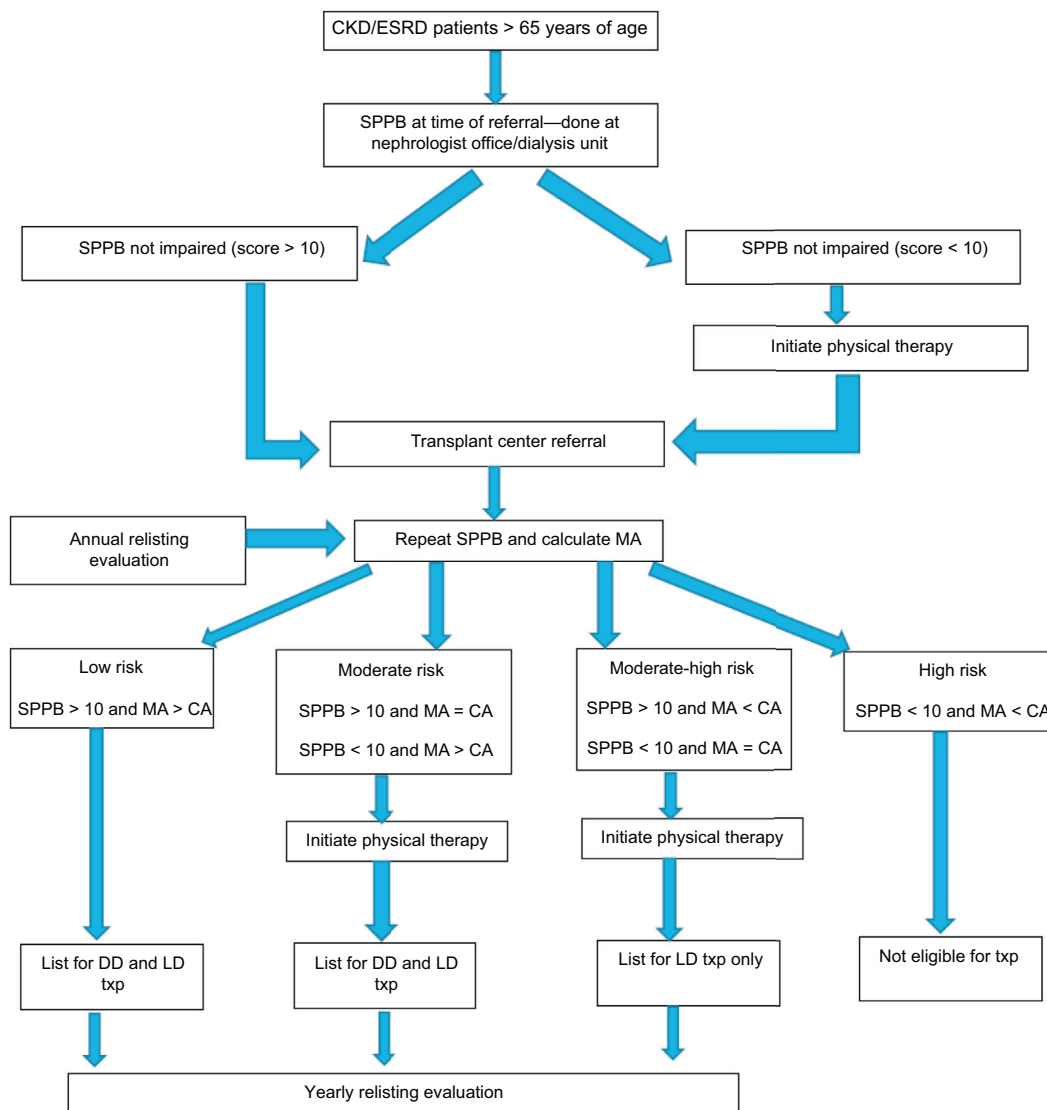 CKD/ESRD patients > 65 years of age
SPPB at time of referral—done at
nephrologist office/dialysis unit
SPPB not impaired (score > 10)
SPPB not impaired (score < 10)
Initiate physical therapy
Transplant center referral
Annual relisting
evaluation
Repeat SPPB and calculate MA
Low risk
SPPB > 10 and MA > CA
Moderate risk
SPPB > 10 and MA = CA
SPPB < 10 and MA > CA
Moderate-high risk
SPPB > 10 and MA < CA
SPPB < 10 and MA = CA
High risk
SPPB < 10 and MA < CA
Initiate physical therapy
Initiate physical therapy
List for DD and LD
txp
List for DD and LD
txp
List for LD txp only
Not eligible for txp
Yearly relisting evaluation